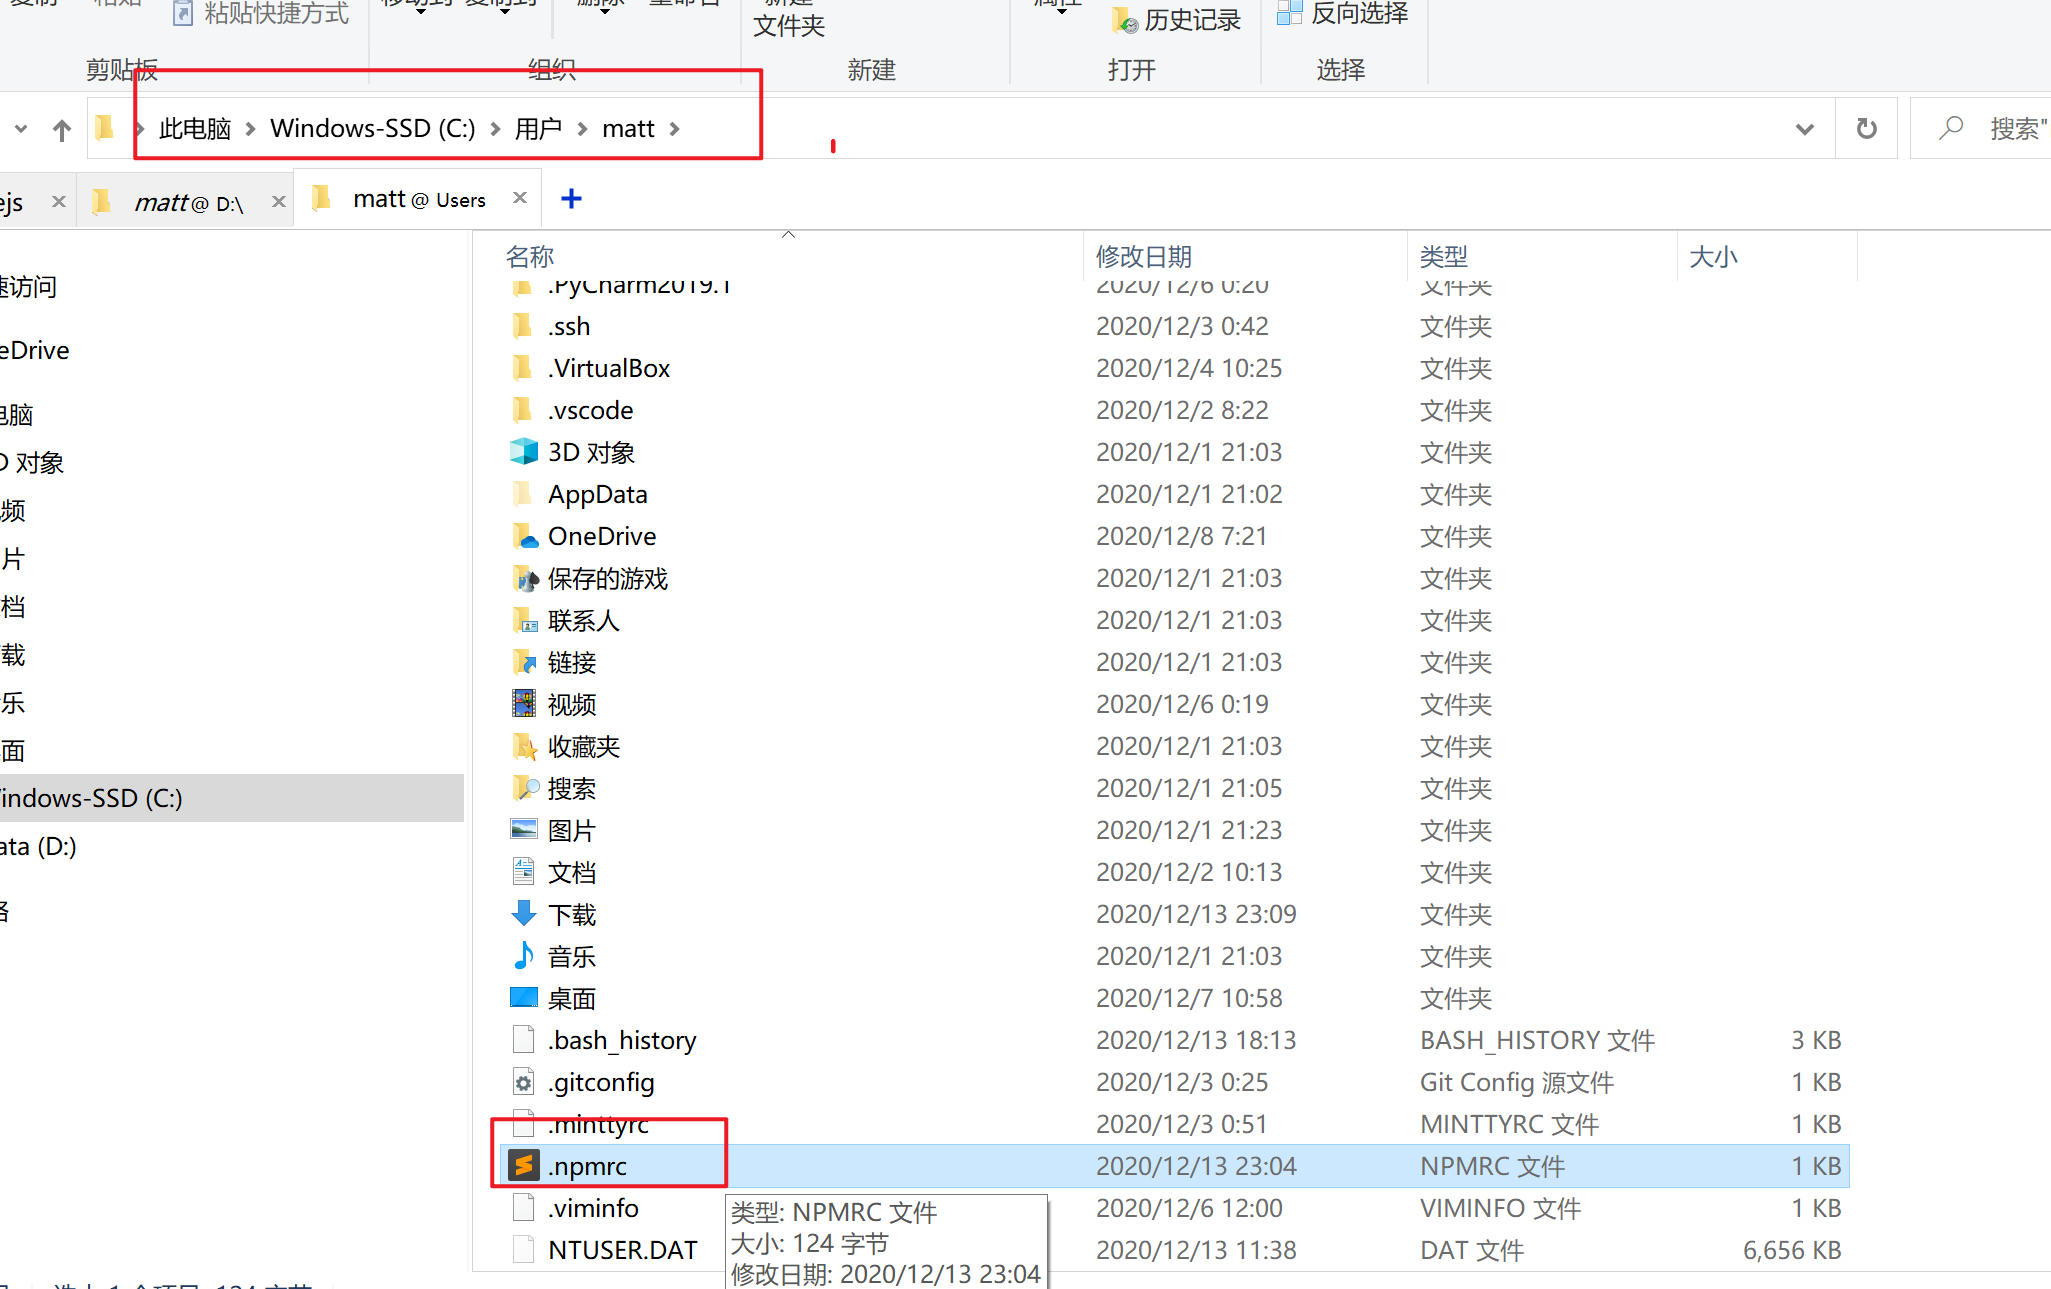 粘贴快捷方式
文件夹
历史记录
反向选择
剪贴板 组织 新建 打开 选择
此电脑 Windows-SSD (C:) 用户 matt
搜索"
ejs matt @ D:\ matt @ Users
名称 修改日期 类型 大小
.PyCharm2019.1 2020/12/6 0:20 文件夹
.ssh 2020/12/3 0:42 文件夹
.VirtualBox 2020/12/4 10:25 文件夹
.vscode 2020/12/2 8:22 文件夹
3D 对象 2020/12/1 21:03 文件夹
AppData 2020/12/1 21:02 文件夹
OneDrive 2020/12/8 7:21 文件夹
保存的游戏 2020/12/1 21:03 文件夹
联系人 2020/12/1 21:03 文件夹
链接 2020/12/1 21:03 文件夹
视频 2020/12/6 0:19 文件夹
收藏夹 2020/12/1 21:03 文件夹
搜索 2020/12/1 21:05 文件夹
图片 2020/12/1 21:23 文件夹
文档 2020/12/2 10:13 文件夹
下载 2020/12/13 23:09 文件夹
音乐 2020/12/1 21:03 文件夹
桌面 2020/12/7 10:58 文件夹
.bash_history 2020/12/13 18:13 BASH_HISTORY 文件 3 KB
.gitconfig 2020/12/3 0:25 Git Config 源文件 1 KB
.minttyrc 2020/12/3 0:51 MINTTYRC 文件 1 KB
.npmrc 2020/12/13 23:04 NPMRC 文件 1 KB
.viminfo 2020/12/6 12:00 VIMINFO 文件 1 KB
NTUSER.DAT 2020/12/13 11:38 DAT 文件 6,656 KB
类型: NPMRC 文件
大小: 124 字节
修改日期: 2020/12/13 23:04
速访问
eDrive
电脑
D 对象
频
片
档
载
乐
面
indows-SSD (C:)
ata (D:)
络